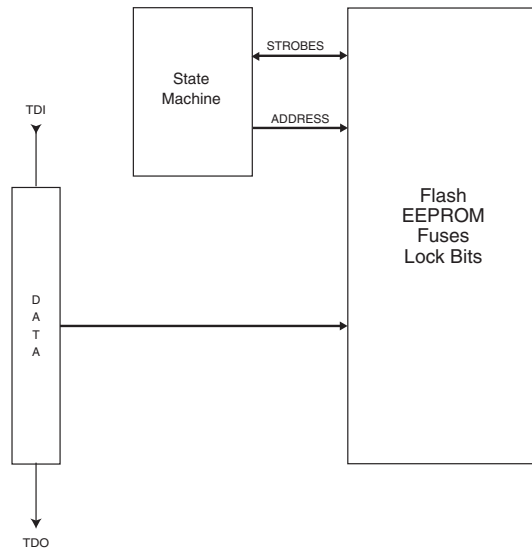 STROBES
State
Machine
TDI
ADDRESS
Flash
EEPROM
Fuses
Lock Bits
D
A
T
A
TDO